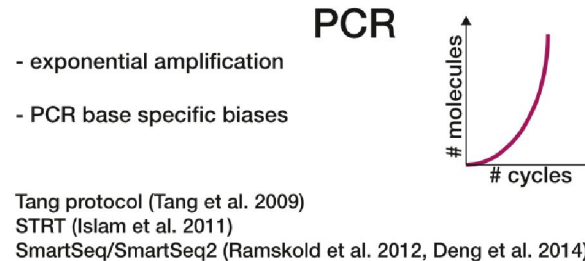 PCR
- exponential amplification
- PCR base specific biases
# molecules
# cycles
Tang protocol (Tang et al. 2009)
STRT (Islam et al. 2011)
SmartSeq/SmartSeq2 (Ramskold et al. 2012, Deng et al. 2014)